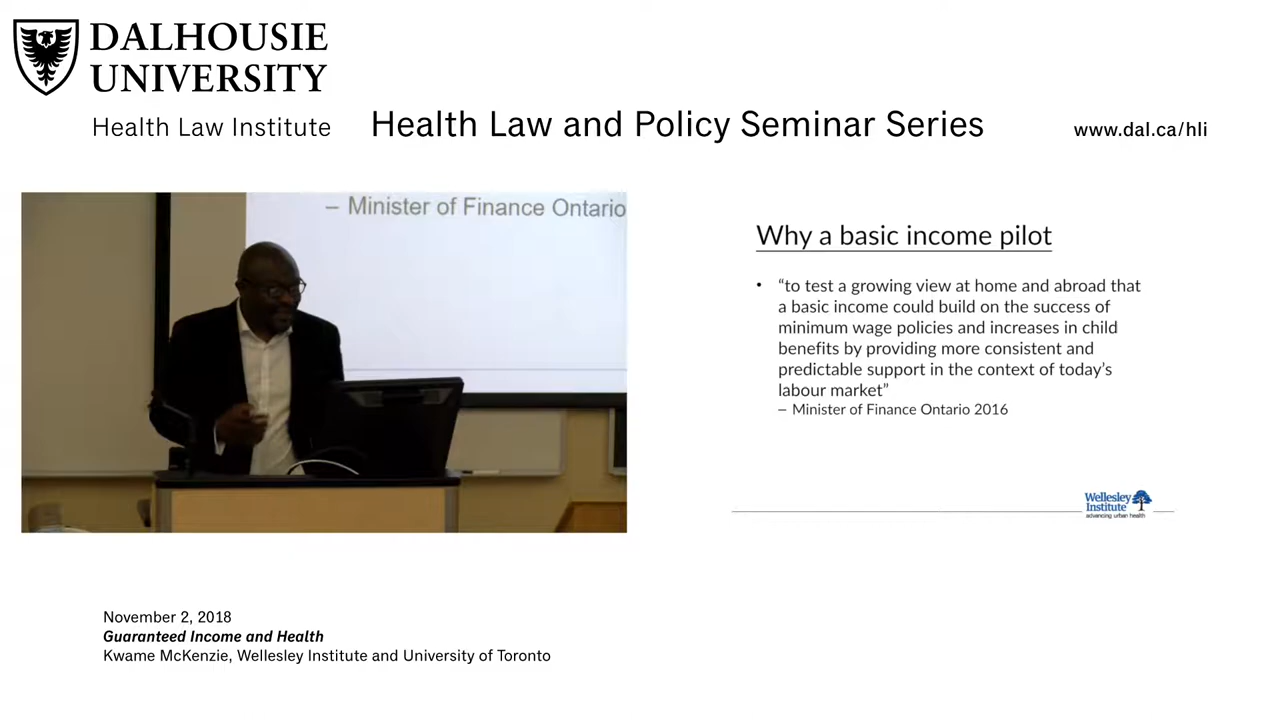 DALHOUSIE
UNIVERSITY
Health Law Institute
Health Law and Policy Seminar Series
www.dal.ca/hli
– Minister of Finance Ontario
Why a basic income pilot
• “to test a growing view at home and abroad that
a basic income could build on the success of
minimum wage policies and increases in child
benefits by providing more consistent and
predictable support in the context of today’s
labour market”
– Minister of Finance Ontario 2016
Wellesley
Institute
advancing urban health
November 2, 2018
Guaranteed Income and Health
Kwame McKenzie, Wellesley Institute and University of Toronto